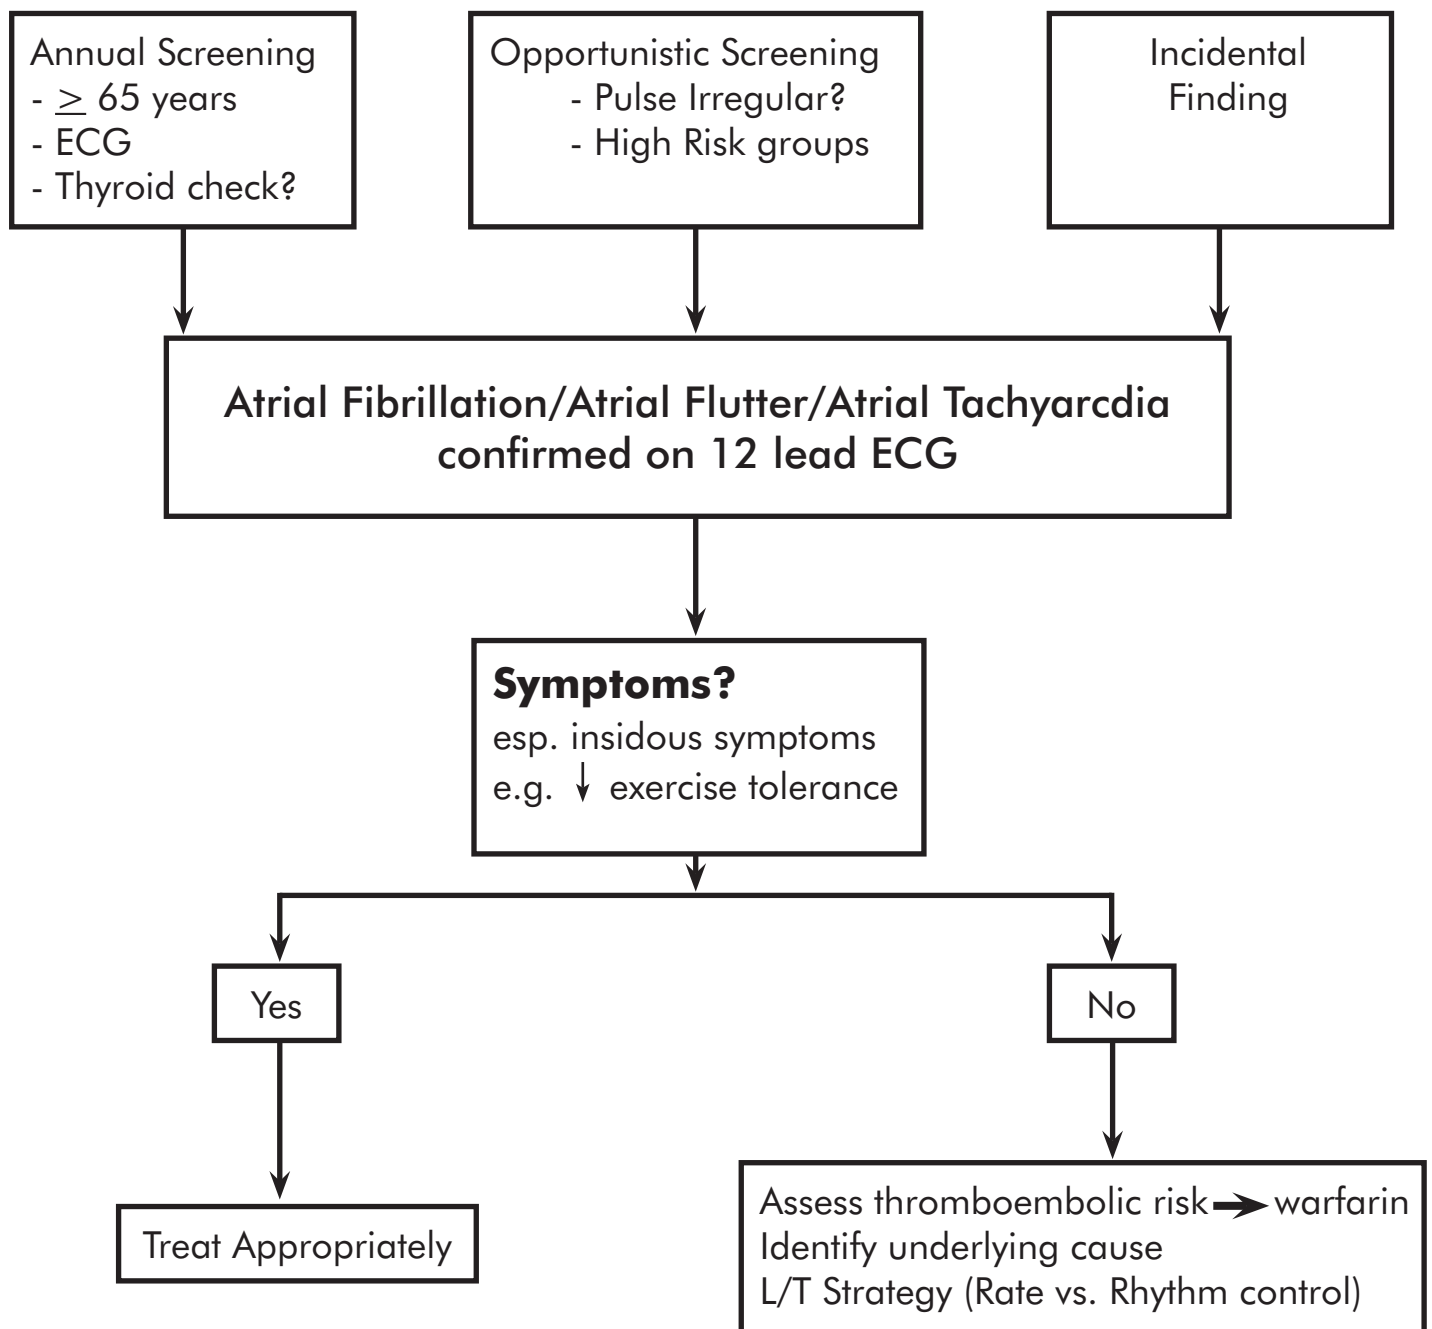 Annual Screening
- ≥ 65 years
- ECG
- Thyroid check?
Opportunistic Screening
- Pulse Irregular?
- High Risk groups
Incidental
Finding
Atrial Fibrillation/Atrial Flutter/Atrial Tachyarcdia
confirmed on 12 lead ECG
Symptoms?
esp. insidous symptoms
e.g. ↓ exercise tolerance
Yes
No
Treat Appropriately
Assess thromboembolic risk → warfarin
Identify underlying cause
L/T Strategy (Rate vs. Rhythm control)